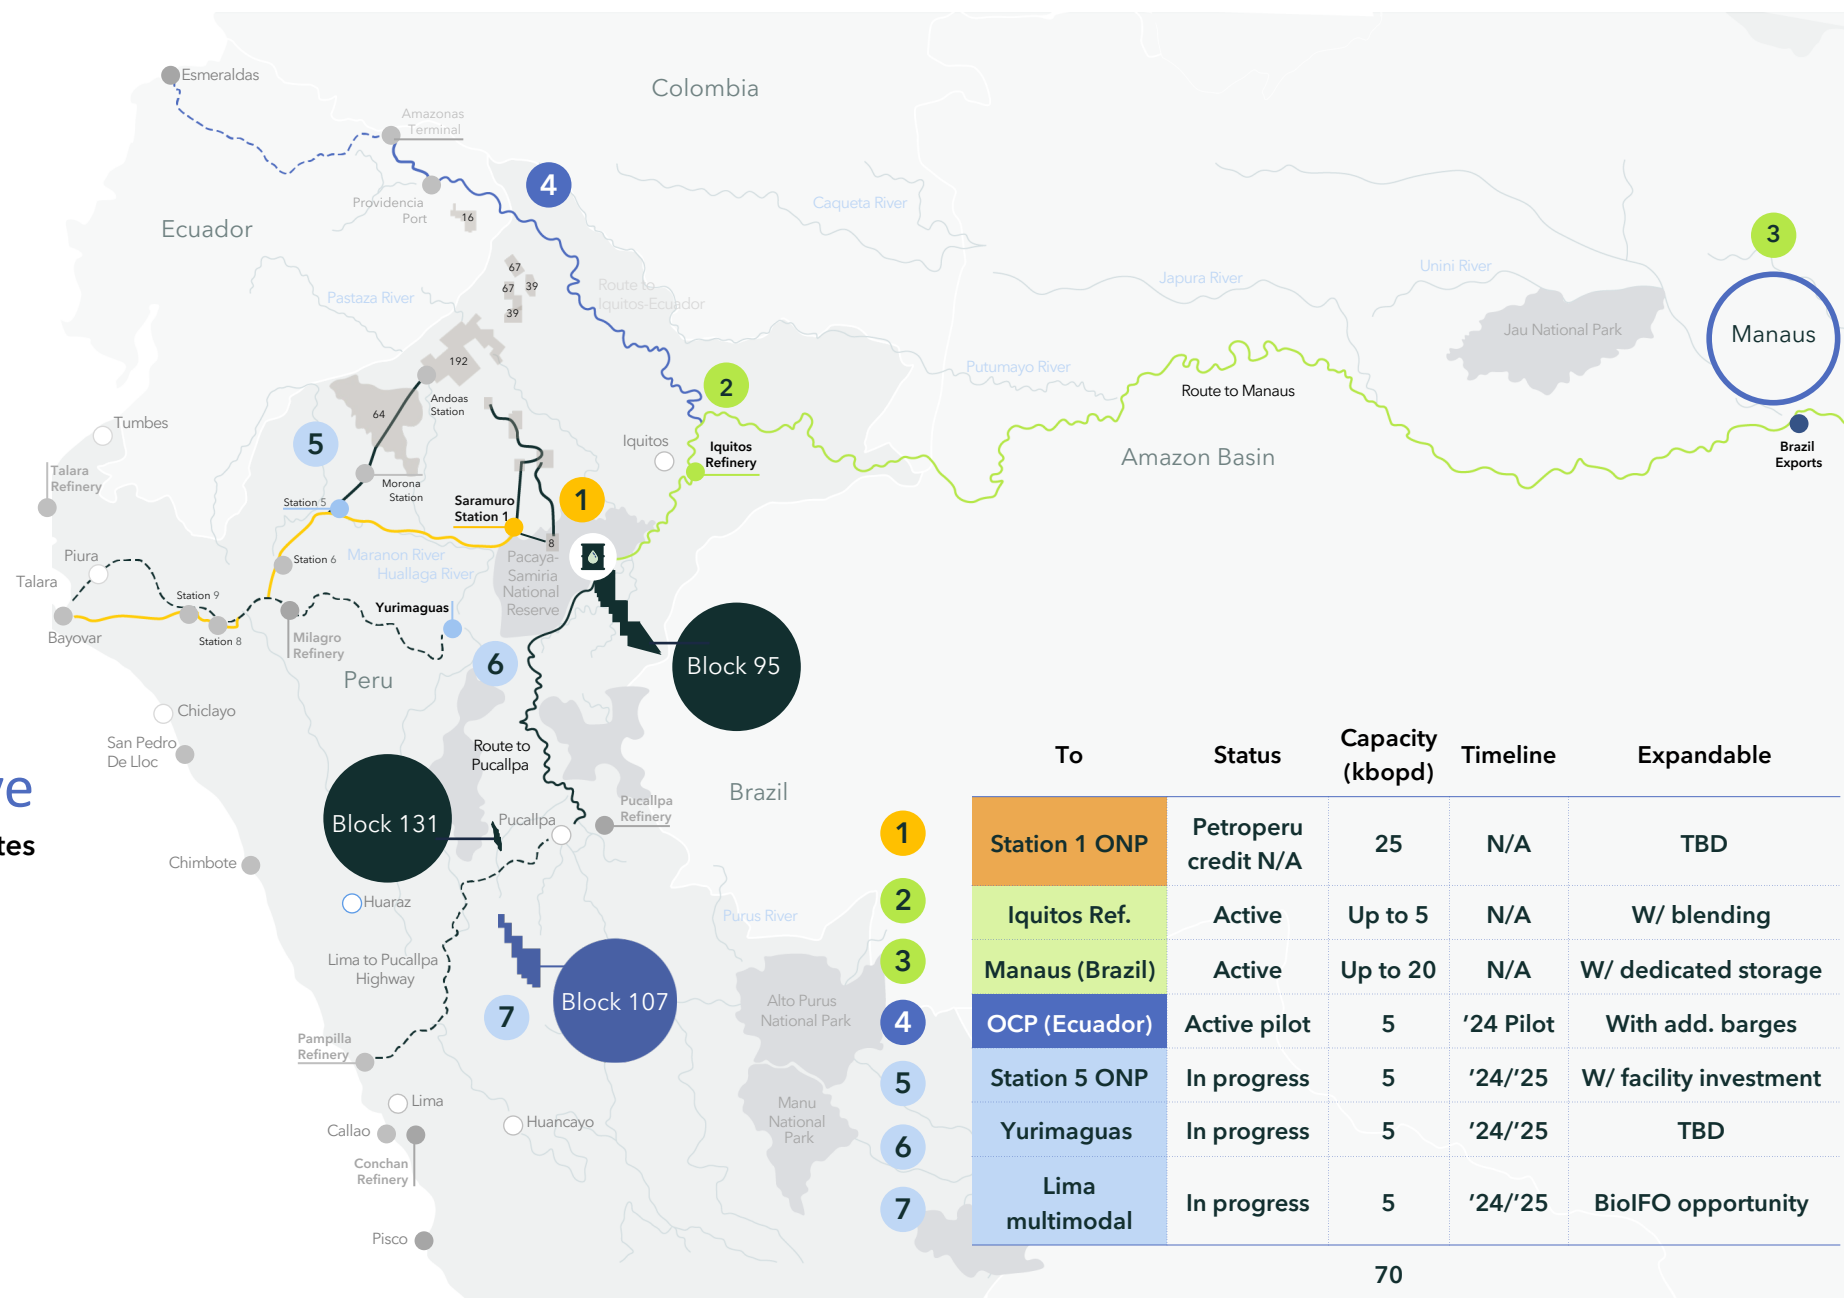 Esmeraldas
Colombia
Amazonas
Terminal
4
Providencia
Port
16
Caqueta River
Ecuador
3
67
67
39
39
Route to
Iquitos-Ecuador
Japura River
Unini River
Pastaza River
Jau National Park
Manaus
192
Putumayo River
2
Route to Manaus
Andoas
Station
64
Tumbes
5
Iquitos
Iquitos
Refinery
Amazon Basin
Brazil
Exports
Talara
Refinery
Morona
Station
Station 5
Saramuro
Station 1
1
8
Piura
Station 6
Maranon River
Huallaga River
Pacaya-
Samiria
National
Reserve
Talara
Station 9
Yurimaguas
Bayovar
Station 8
Milagro
Refinery
6
Block 95
Peru
Chiclayo
San Pedro
De Lloc
Route to
Pucallpa
ve
tes
Brazil
Block 131
Pucallpa
Pucallpa
Refinery
Chimbote
Huaraz
Purus River
Lima to Pucallpa
Highway
7
Block 107
Alto Purus
National Park
Pampilla
Refinery
Lima
Callao
Huancayo
Manu
National
Park
Conchan
Refinery
Pisco
To Status Capacity (kbopd) Timeline Expandable
1 Station 1 ONP Petroperu credit N/A 25 N/A TBD
2 Iquitos Ref. Active Up to 5 N/A W/ blending
3 Manaus (Brazil) Active Up to 20 N/A W/ dedicated storage
4 OCP (Ecuador) Active pilot 5 ’24 Pilot With add. barges
5 Station 5 ONP In progress 5 ’24/’25 W/ facility investment
6 Yurimaguas In progress 5 ’24/’25 TBD
7 Lima multimodal In progress 5 ’24/’25 BioIFO opportunity
70